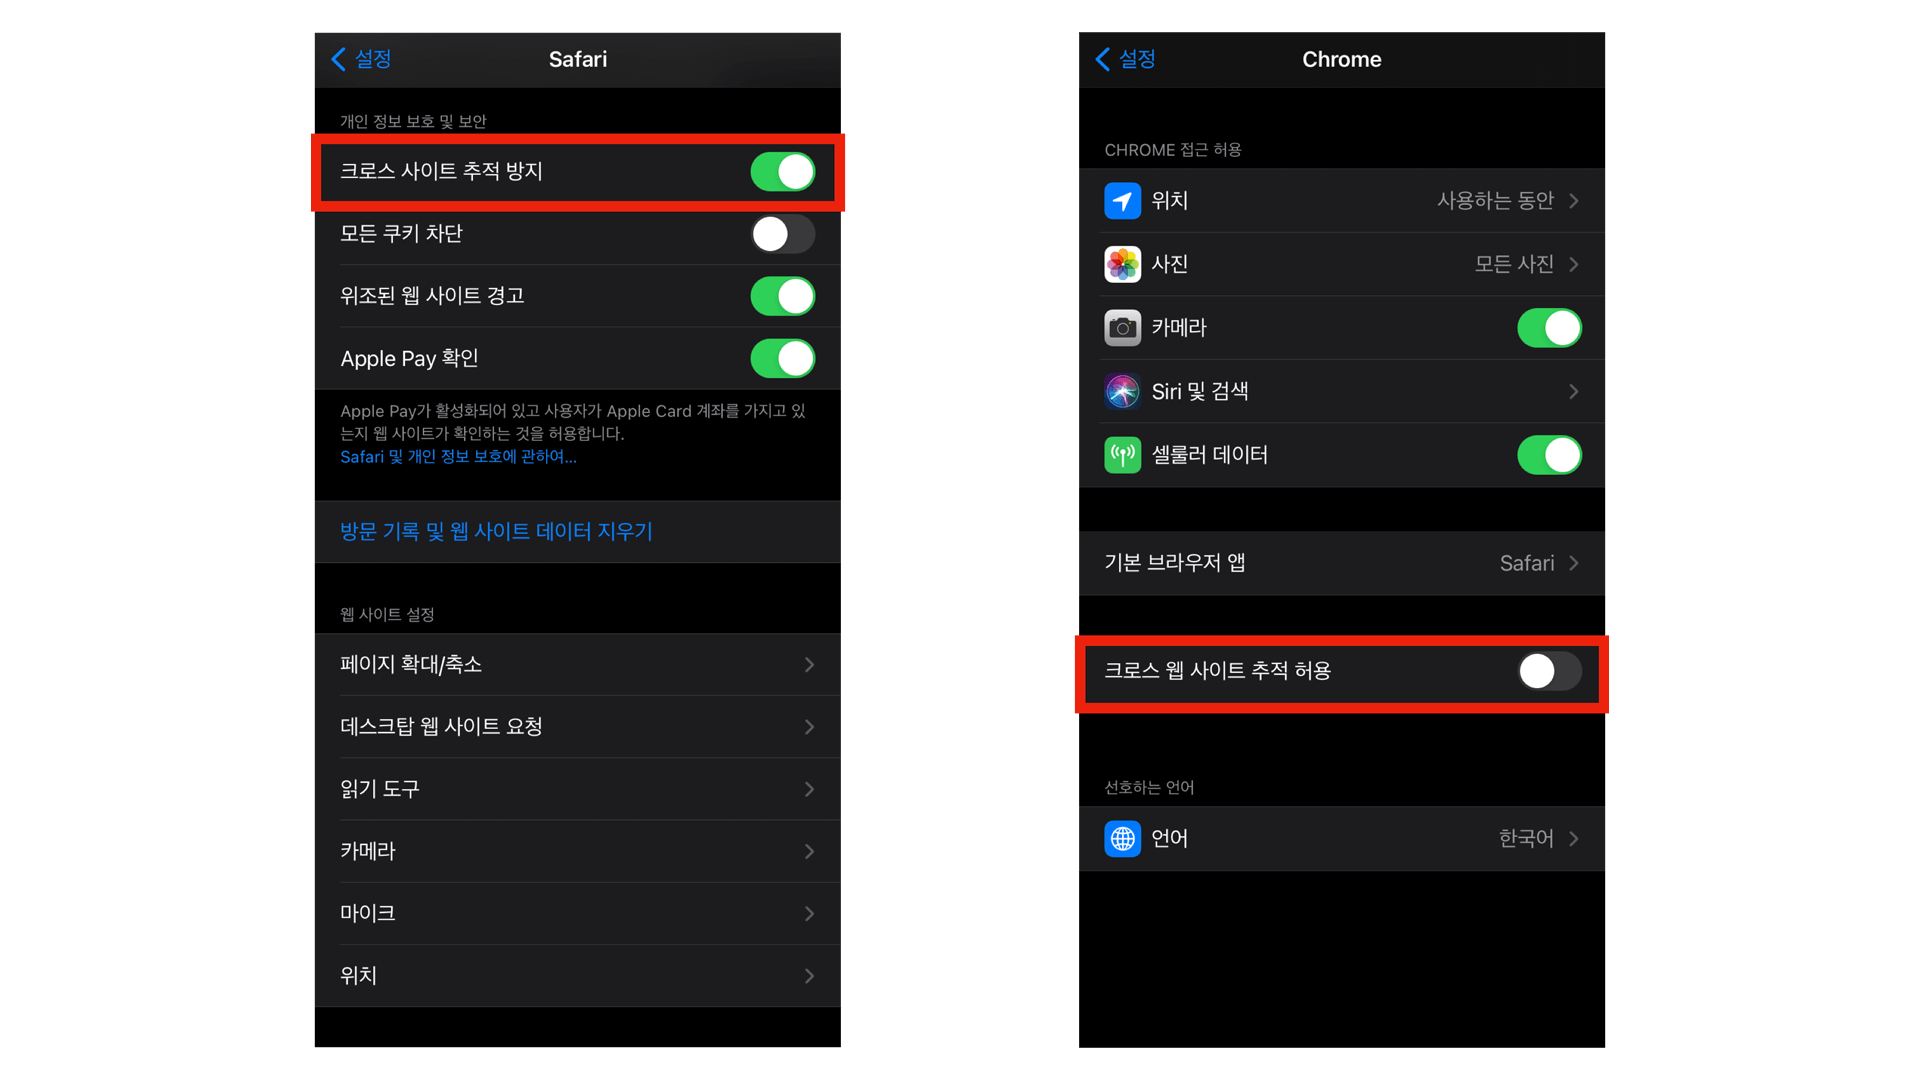 설정
Safari
개인 정보 보호 및 보안
크로스 사이트 추적 방지
모든 쿠키 차단
위조된 웹 사이트 경고
Apple Pay 확인
Apple Pay가 활성화되어 있고 사용자가 Apple Card 계좌를 가지고 있
는지 웹 사이트가 확인하는 것을 허용합니다.
Safari 및 개인 정보 보호에 관하여...
방문 기록 및 웹 사이트 데이터 지우기
웹 사이트 설정
페이지 확대/축소
데스크탑 웹 사이트 요청
읽기 도구
카메라
마이크
위치
설정
Chrome
CHROME 접근 허용
위치 사용하는 동안
사진 모든 사진
카메라
Siri 및 검색
셀룰러 데이터
기본 브라우저 앱 Safari
크로스 웹 사이트 추적 허용
선호하는 언어
언어 한국어